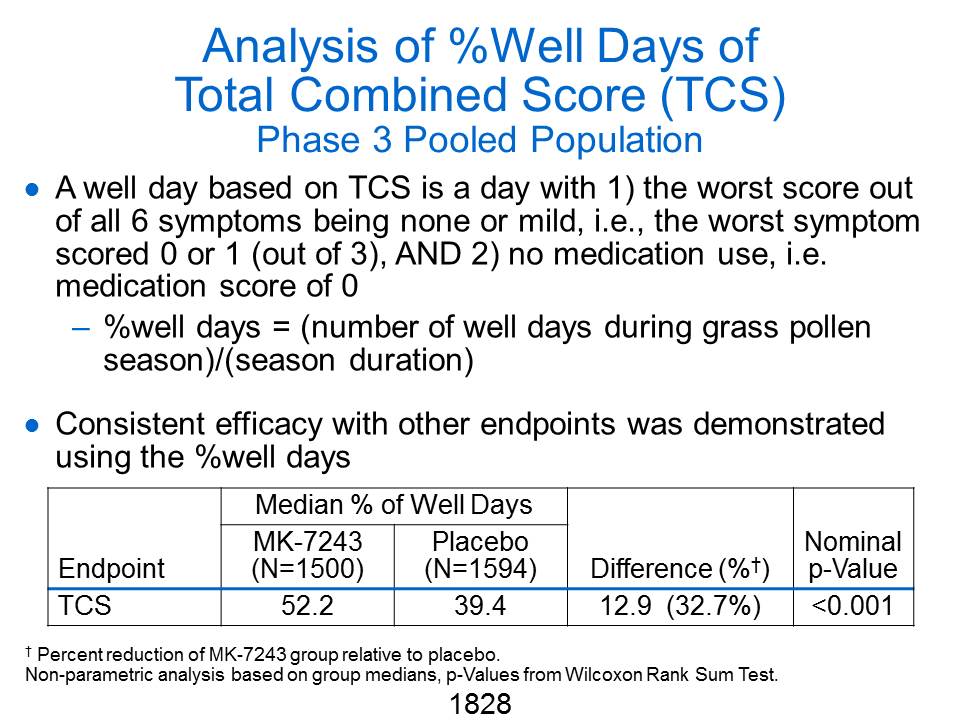 Analysis of %Well Days of
Total Combined Score (TCS)
Phase 3 Pooled Population
● A well day based on TCS is a day with 1) the worst score out
of all 6 symptoms being none or mild, i.e., the worst symptom
scored 0 or 1 (out of 3), AND 2) no medication use, i.e.
medication score of 0
– %well days = (number of well days during grass pollen
season)/(season duration)
● Consistent efficacy with other endpoints was demonstrated
using the %well days
Median % of Well Days
Endpoint MK-7243 (N=1500) Placebo (N=1594) Difference (%†) Nominal p-Value
TCS 52.2 39.4 12.9 (32.7%) <0.001
† Percent reduction of MK-7243 group relative to placebo.
Non-parametric analysis based on group medians, p-Values from Wilcoxon Rank Sum Test.
1828